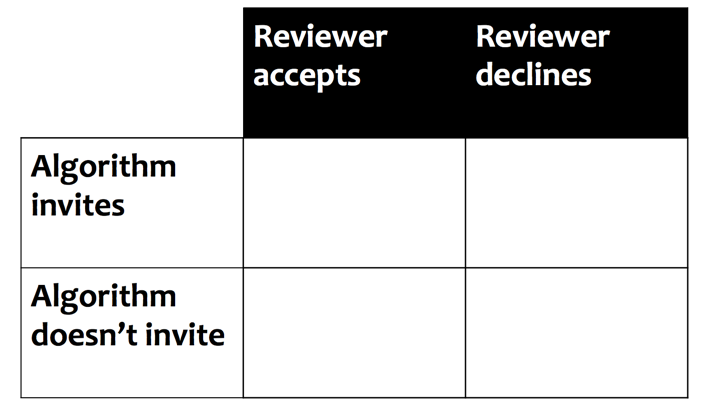 Reviewer
accepts
Reviewer
declines
Algorithm
invites
Algorithm
doesn’t invite